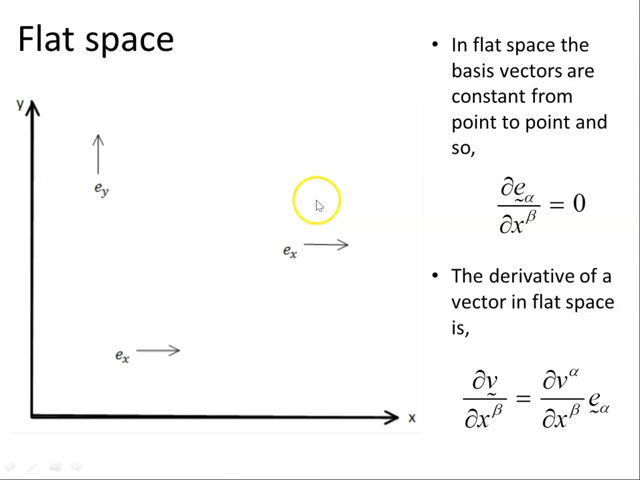 Flat space
y
e_y
e_x
e_x
x
• In flat space the
basis vectors are
constant from
point to point and
so,
∂e_α/∂x^β = 0
• The derivative of a
vector in flat space
is,
∂v/∂x^β = ∂v^α/∂x^β e_α